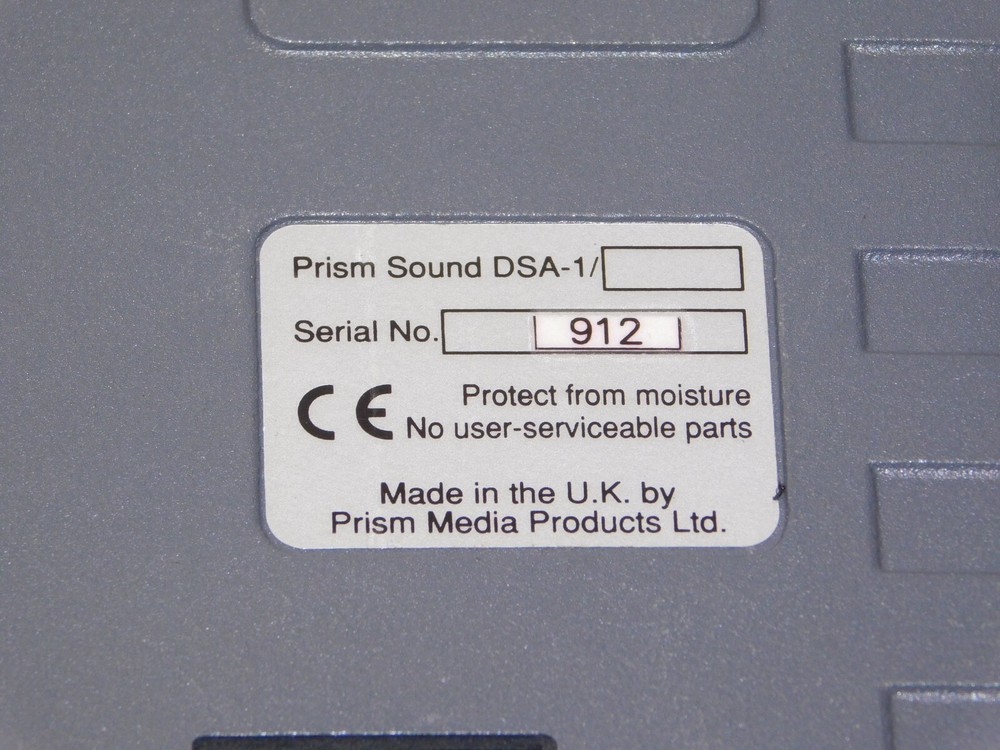 Prism Sound DSA-1/
Serial No. 912
CE
Protect from moisture
No user-serviceable parts
Made in the U.K. by
Prism Media Products Ltd.